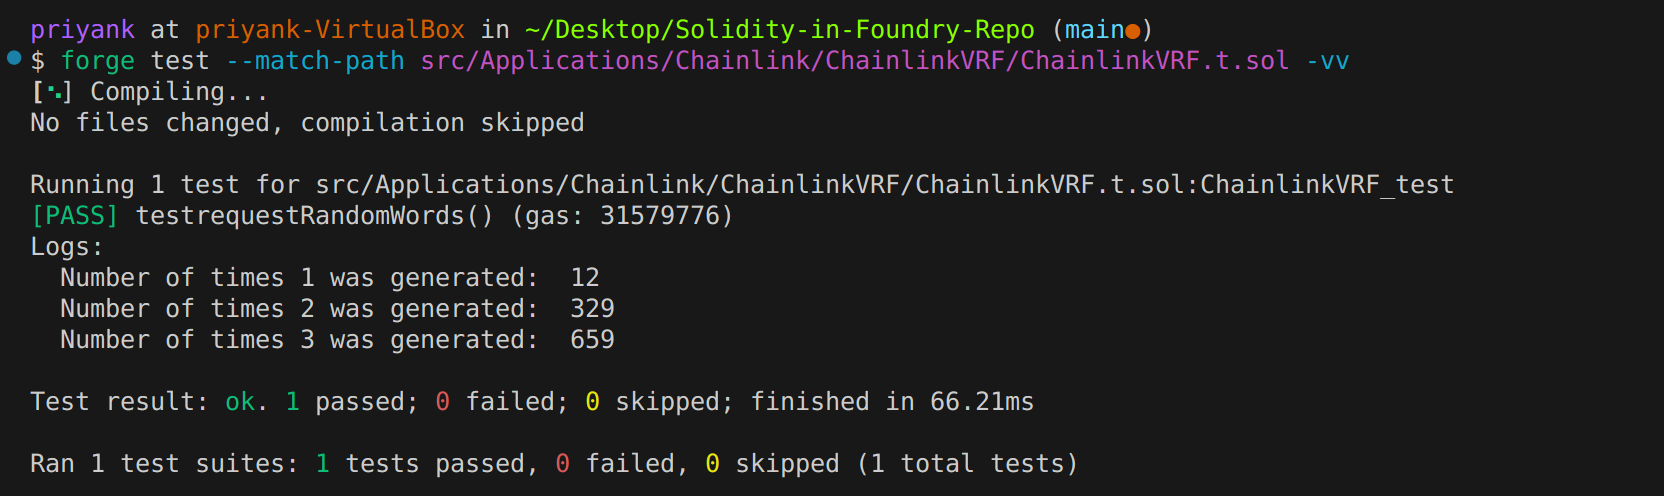 priyank at priyank-VirtualBox in ~/Desktop/Solidity-in-Foundry-Repo (main●)
$ forge test --match-path src/Applications/Chainlink/ChainlinkVRF/ChainlinkVRF.t.sol -vv
[⠢] Compiling...
No files changed, compilation skipped
Running 1 test for src/Applications/Chainlink/ChainlinkVRF/ChainlinkVRF.t.sol:ChainlinkVRF_test
[PASS] testrequestRandomWords() (gas: 31579776)
Logs:
Number of times 1 was generated: 12
Number of times 2 was generated: 329
Number of times 3 was generated: 659
Test result: ok. 1 passed; 0 failed; 0 skipped; finished in 66.21ms
Ran 1 test suites: 1 tests passed, 0 failed, 0 skipped (1 total tests)